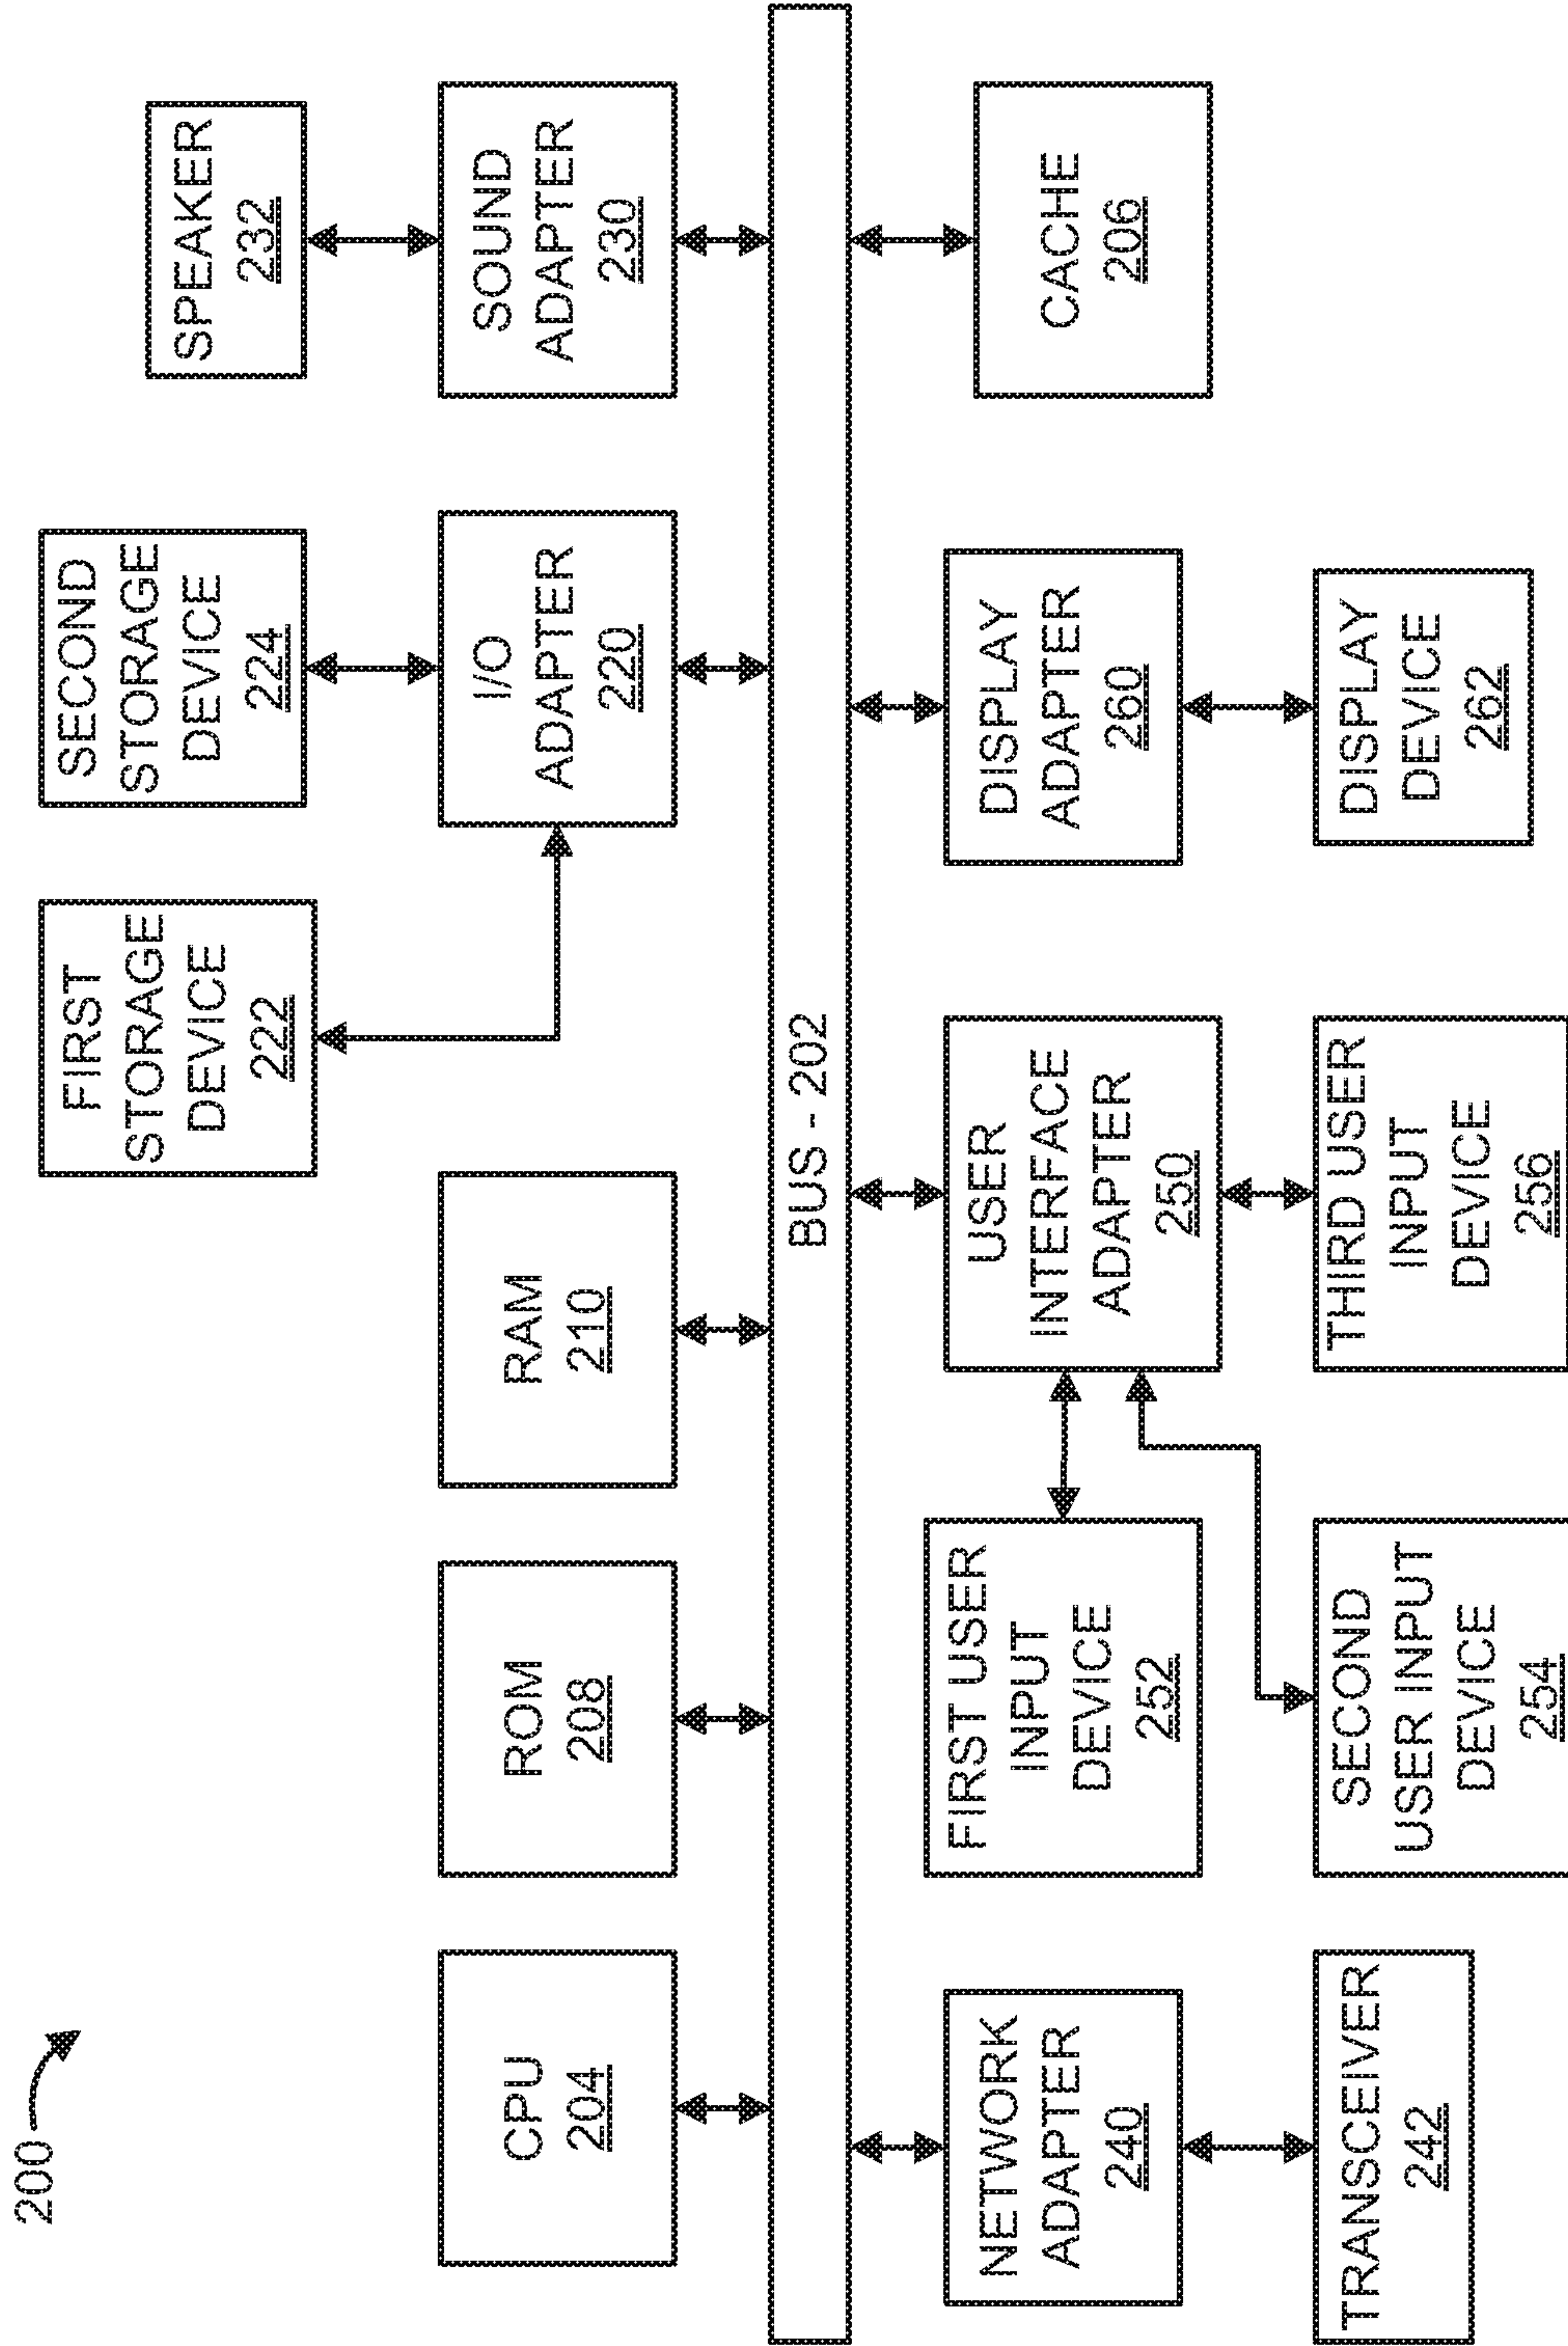 200
FIRST
STORAGE
DEVICE
222
SECOND
STORAGE
DEVICE
224
SPEAKER
232
CPU
204
ROM
208
RAM
210
I/O
ADAPTER
220
SOUND
ADAPTER
230
BUS - 202
NETWORK
ADAPTER
240
FIRST USER
INPUT
DEVICE
252
USER
INTERFACE
ADAPTER
250
DISPLAY
ADAPTER
260
CACHE
206
TRANSCEIVER
242
SECOND
USER INPUT
DEVICE
254
THIRD USER
INPUT
DEVICE
256
DISPLAY
DEVICE
262